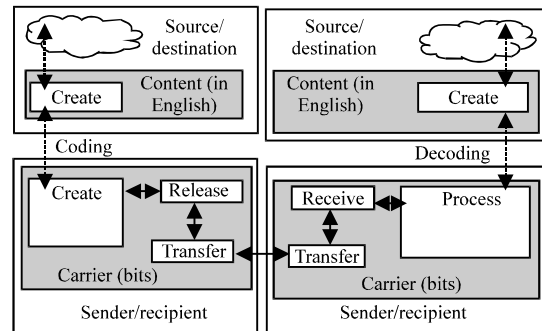 Source/
destination
Content (in
English)
Create
Source/
destination
Content (in
English)
Create
Coding
Decoding
Create
Release
Transfer
Carrier (bits)
Sender/recipient
Receive
Process
Transfer
Carrier (bits)
Sender/recipient